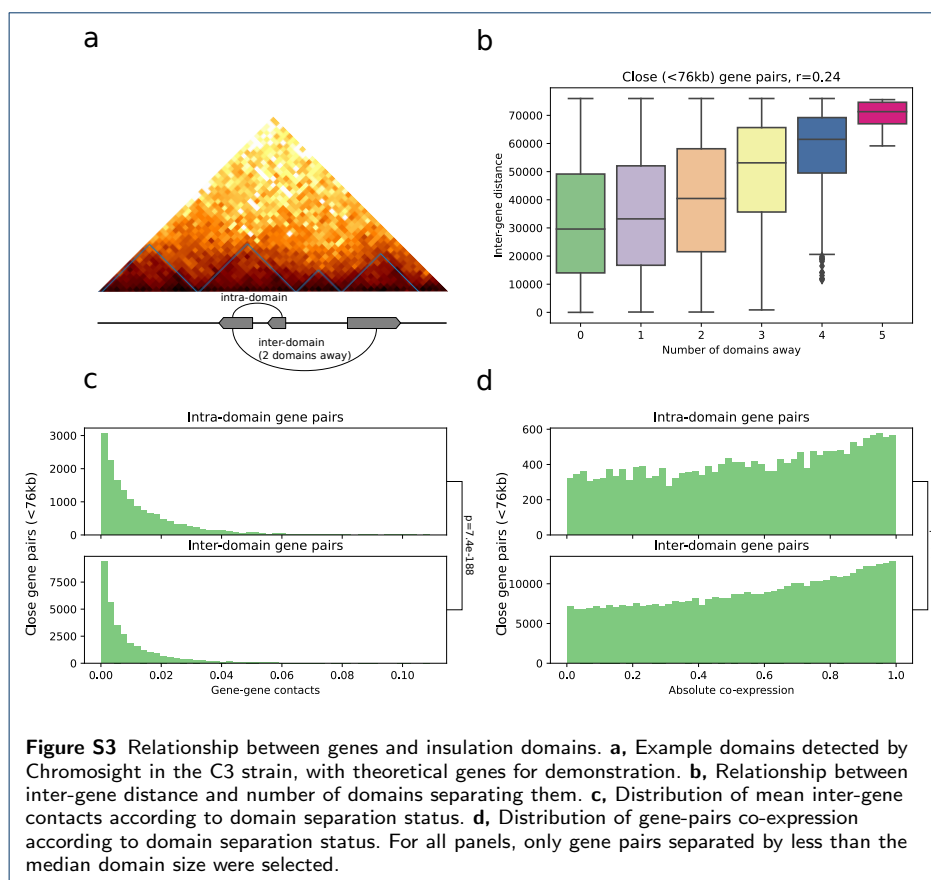 a
intra-domain
inter-domain
(2 domains away)
b
Close (<76kb) gene pairs, r=0.24
Inter-gene distance
70000
60000
50000
40000
30000
20000
10000
0
0 1 2 3 4 5
Number of domains away
c
Close gene pairs (<76kb)
Intra-domain gene pairs
3000
2000
1000
0
Inter-domain gene pairs
7500
5000
2500
0
0.00 0.02 0.04 0.06 0.08 0.10
Gene-gene contacts
p=7.4e-188
d
Close gene pairs (<76kb)
Intra-domain gene pairs
600
400
200
0
Inter-domain gene pairs
10000
5000
0
0.0 0.2 0.4 0.6 0.8 1.0
Absolute co-expression
Figure S3 Relationship between genes and insulation domains. a, Example domains detected by
Chromosight in the C3 strain, with theoretical genes for demonstration. b, Relationship between
inter-gene distance and number of domains separating them. c, Distribution of mean inter-gene
contacts according to domain separation status. d, Distribution of gene-pairs co-expression
according to domain separation status. For all panels, only gene pairs separated by less than the
median domain size were selected.